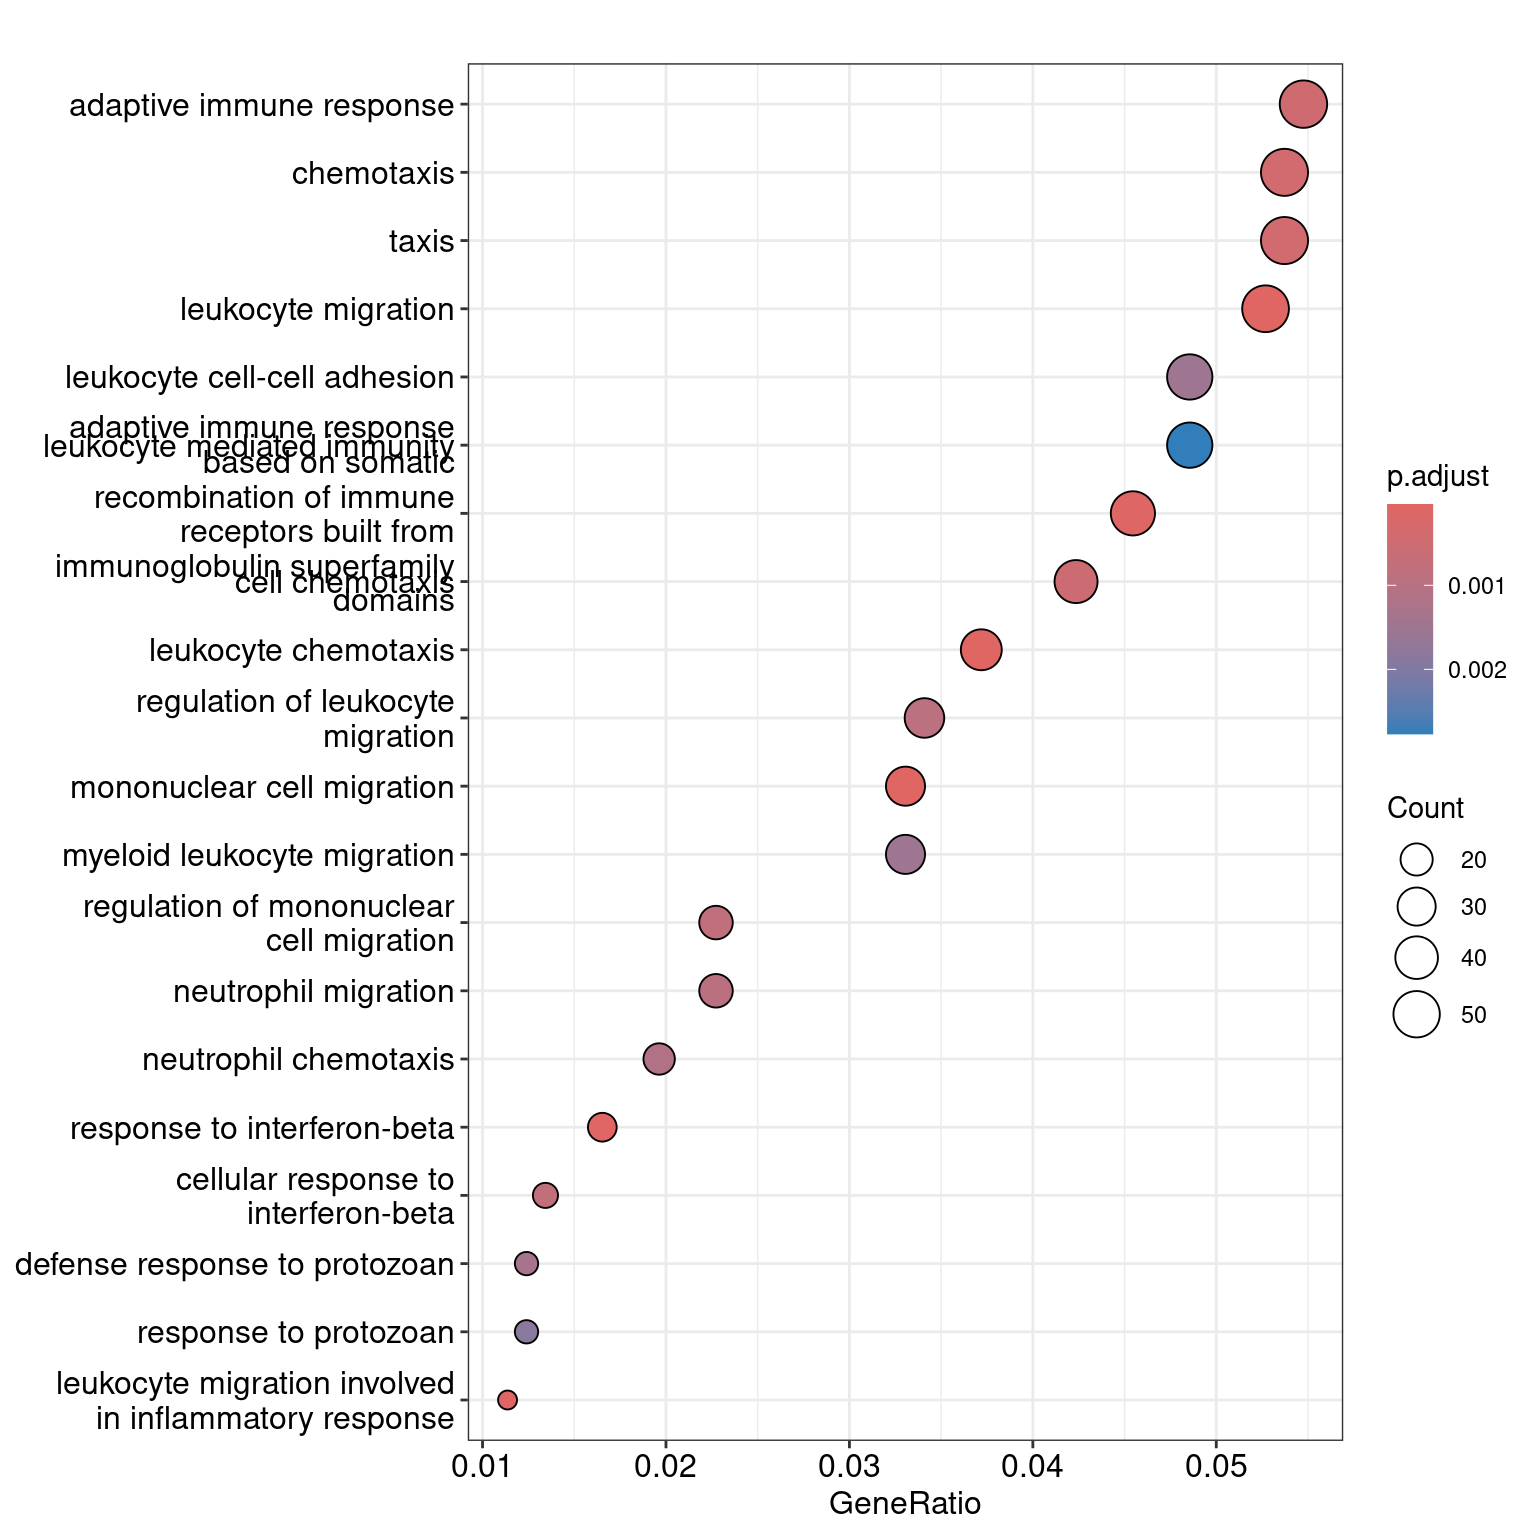 adaptive immune response
chemotaxis
taxis
leukocyte migration
leukocyte cell-cell adhesion
leukocyte mediated immunity
adaptive immune response
based on somatic
recombination of immune
receptors built from
immunoglobulin superfamily
domains
cell chemotaxis
leukocyte chemotaxis
regulation of leukocyte
migration
mononuclear cell migration
myeloid leukocyte migration
regulation of mononuclear
cell migration
neutrophil migration
neutrophil chemotaxis
response to interferon-beta
cellular response to
interferon-beta
defense response to protozoan
response to protozoan
leukocyte migration involved
in inflammatory response
0.01 0.02 0.03 0.04 0.05
GeneRatio
p.adjust
0.001
0.002
Count
20
30
40
50